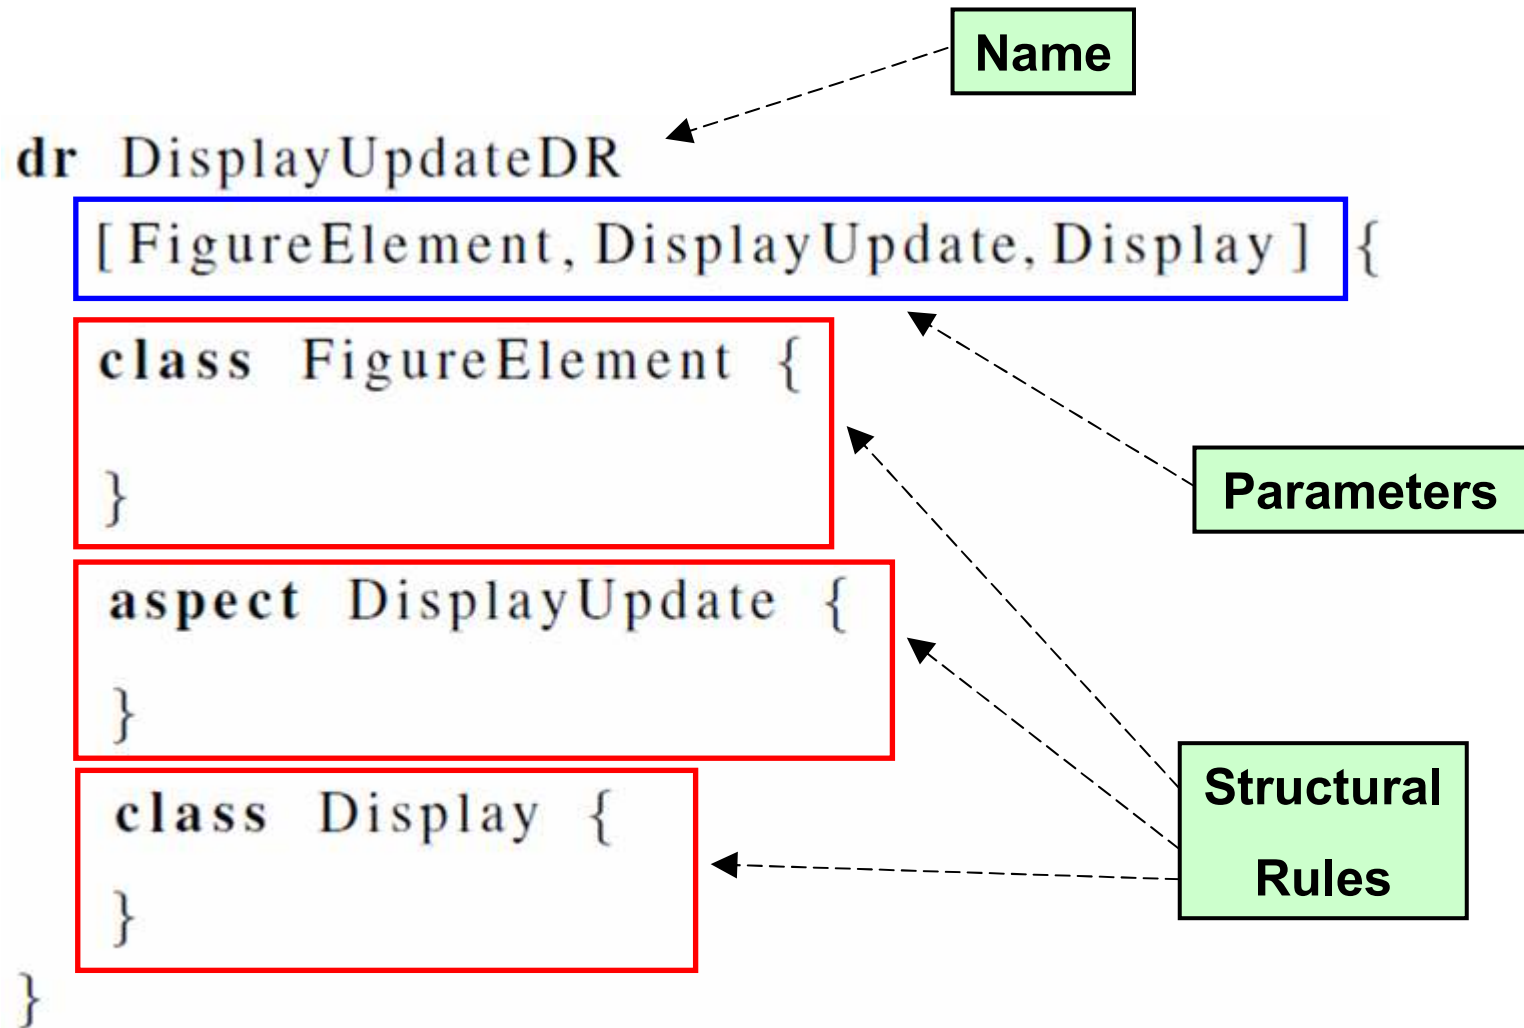 Name
dr DisplayUpdateDR
[FigureElement, DisplayUpdate, Display] {
class FigureElement {
}
Parameters
aspect DisplayUpdate {
}
class Display {
}
Structural
Rules
}